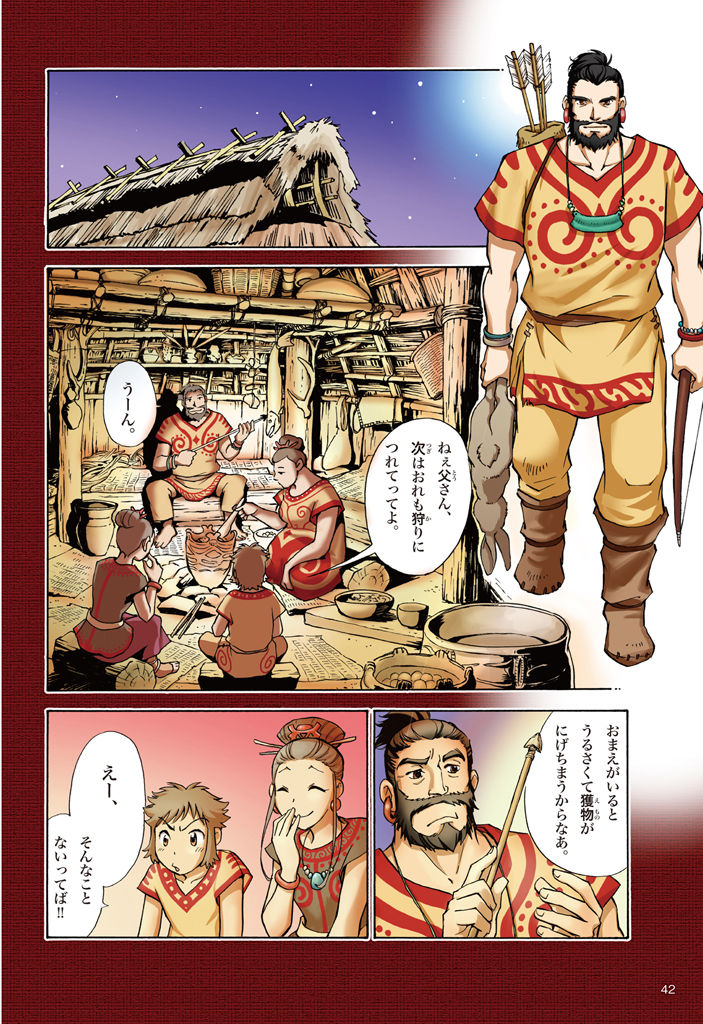 ねぇ父さん、
次はおれも狩りに
つれてってよ。
うーん。
おまえがいると
うるさくて獲物が
にげちまうからなあ。
えー、
そんなこと
ないってば!!
42